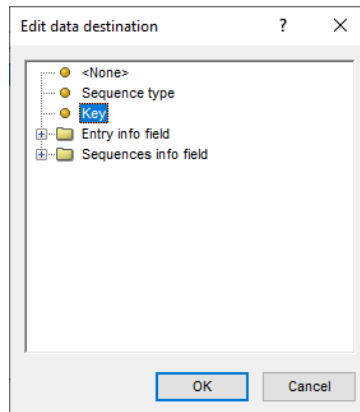 Edit data destination
?
<None>
Sequence type
Key
Entry info field
Sequences info field
OK
Cancel